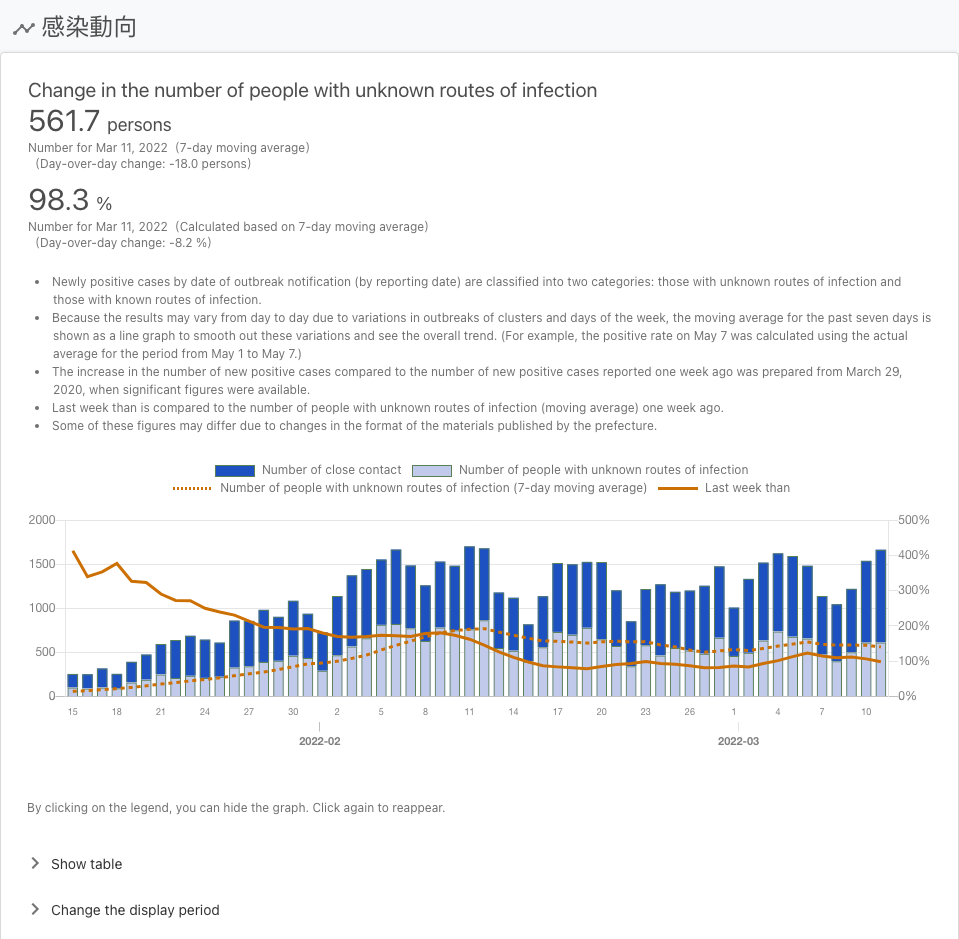 感染動向
Change in the number of people with unknown routes of infection
561.7 persons
Number for Mar 11, 2022 (7-day moving average)
(Day-over-day change: -18.0 persons)
98.3 %
Number for Mar 11, 2022 (Calculated based on 7-day moving average)
(Day-over-day change: -8.2 %)
• Newly positive cases by date of outbreak notification (by reporting date) are classified into two categories: those with unknown routes of infection and
those with known routes of infection.
• Because the results may vary from day to day due to variations in outbreaks of clusters and days of the week, the moving average for the past seven days is
shown as a line graph to smooth out these variations and see the overall trend. (For example, the positive rate on May 7 was calculated using the actual
average for the period from May 1 to May 7.)
• The increase in the number of new positive cases compared to the number of new positive cases reported one week ago was prepared from March 29,
2020, when significant figures were available.
• Last week than is compared to the number of people with unknown routes of infection (moving average) one week ago.
• Some of these figures may differ due to changes in the format of the materials published by the prefecture.
Number of close contact Number of people with unknown routes of infection
Number of people with unknown routes of infection (7-day moving average) Last week than
2000 500%
400%
1500
300%
1000
200%
500
100%
0 0%
15 18 21 24 27 30 2 5 8 11 14 17 20 23 26 1 4 7 10
2022-02 2022-03
By clicking on the legend, you can hide the graph. Click again to reappear.
Show table
Change the display period